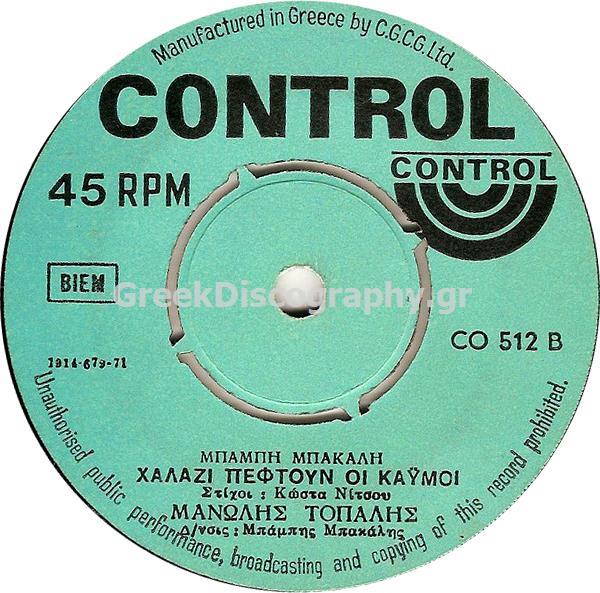 Manufactured in Greece by C.G.C.G. Ltd.
CONTROL
CONTROL
45 RPM
BIEM
GreekDiscography.gr
CO 512 B
1914-679-71
ΜΠΑΜΠΗ ΜΠΑΚΑΛΗ
ΧΑΛΑΖΙ ΠΕΦΤΟΥΝ ΟΙ ΚΑΫΜΟΙ
Στίχοι : Κώστα Νίτσου
ΜΑΝΩΛΗΣ ΤΟΠΑΛΗΣ
Δ/νσις : Μπάμπης Μπακάλης
Unauthorised public performance, broadcasting and copying of this record prohibited.